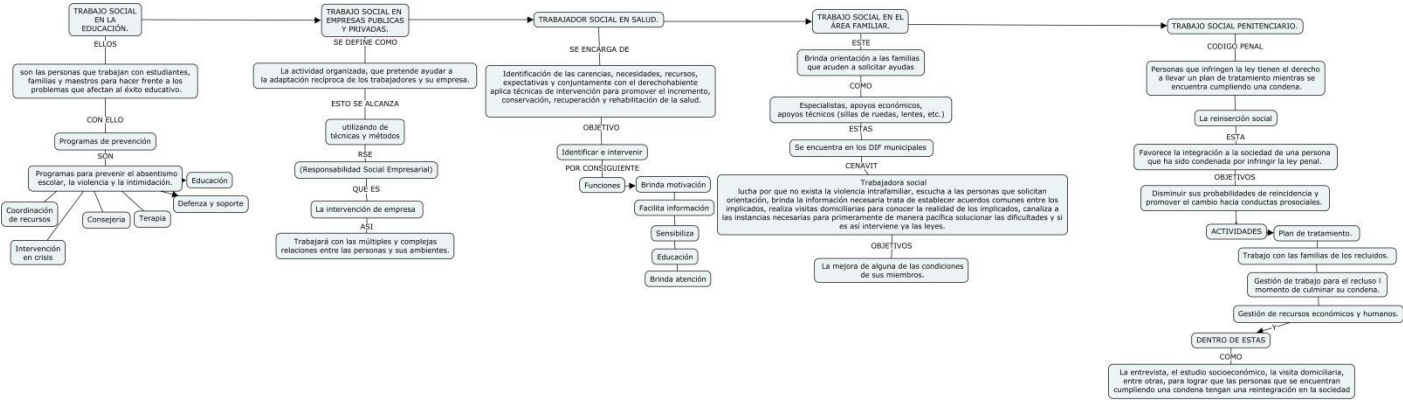 TRABAJO SOCIAL
EN LA
EDUCACIÓN.
ELLOS
son las personas que trabajan con estudiantes,
familias y maestros para hacer frente a los
problemas que afectan al éxito educativo.
CON ELLO
Programas de prevención
SON
Programas para prevenir el absentismo
escolar, la violencia y la intimidación.
Educación
Defenza y soporte
Coordinación
de recursos
Consejeria
Terapia
Intervención
en crisis
TRABAJO SOCIAL EN
EMPRESAS PUBLICAS
Y PRIVADAS.
SE DEFINE COMO
La actividad organizada, que pretende ayudar a
la adaptación recíproca de los trabajadores y su empresa.
ESTO SE ALCANZA
utilizando de
técnicas y métodos
RSE
(Responsabilidad Social Empresarial)
QUE ES
La intervención de empresa
ASI
Trabajará con las múltiples y complejas
relaciones entre las personas y sus ambientes.
TRABAJADOR SOCIAL EN SALUD.
SE ENCARGA DE
Identificación de las carencias, necesidades, recursos,
expectativas y conjuntamente con el derechohabiente
aplica técnicas de intervención para promover el incremento,
conservación, recuperación y rehabilitación de la salud.
OBJETIVO
Identificar e intervenir
POR CONSIGUIENTE
Funciones
Brinda motivación
Facilita información
Sensibiliza
Educación
Brinda atención
TRABAJO SOCIAL EN EL
ÁREA FAMILIAR.
ESTE
Brinda orientación a las familias
que acuden a solicitar ayudas
COMO
Especialistas, apoyos económicos,
apoyos técnicos (sillas de ruedas, lentes, etc.)
ESTAS
Se encuentra en los DIF municipales
CENAVIT
Trabajadora social
lucha por que no exista la violencia intrafamiliar, escucha a las personas que solicitan
orientación, brinda la información necesaria trata de establecer acuerdos comunes entre los
implicados, realiza visitas domiciliarias para conocer la realidad de los implicados, canaliza a
las instancias necesarias para primeramente de manera pacífica solucionar las dificultades y si
es así interviene ya las leyes.
OBJETIVOS
La mejora de alguna de las condiciones
de sus miembros.
TRABAJO SOCIAL PENITENCIARIO.
CODIGO PENAL
Personas que infringen la ley tienen el derecho
a llevar un plan de tratamiento mientras se
encuentra cumpliendo una condena.
La reinserción social
ESTA
Favorece la integración a la sociedad de una persona
que ha sido condenada por infringir la ley penal.
OBJETIVOS
Disminuir sus probabilidades de reincidencia y
promover el cambio hacia conductas prosociales.
ACTIVIDADES
Plan de tratamiento.
Trabajo con las familias de los recluidos.
Gestión de trabajo para el recluso l
momento de culminar su condena.
Gestión de recursos económicos y humanos.
Y
DENTRO DE ESTAS
COMO
La entrevista, el estudio socioeconómico, la visita domiciliaria,
entre otras, para lograr que las personas que se encuentran
cumpliendo una condena tengan una reintegración en la sociedad